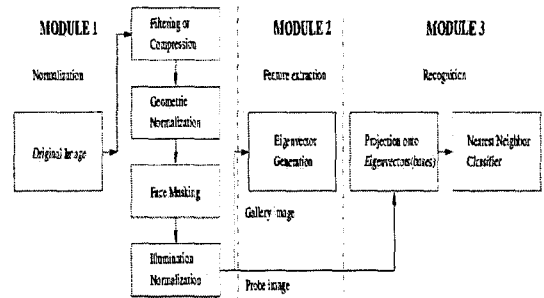 MODULE 1
Normalization
Original Image
Filtering or
Compression
Geometric
Normalization
Face Masking
Illumination
Normalization
MODULE 2
Feature extraction
Eigenvector
Generation
Gallery image
Probe image
MODULE 3
Recognition
Projection onto
Eigenvectors(bases)
Nearest Neighbor
Classifier